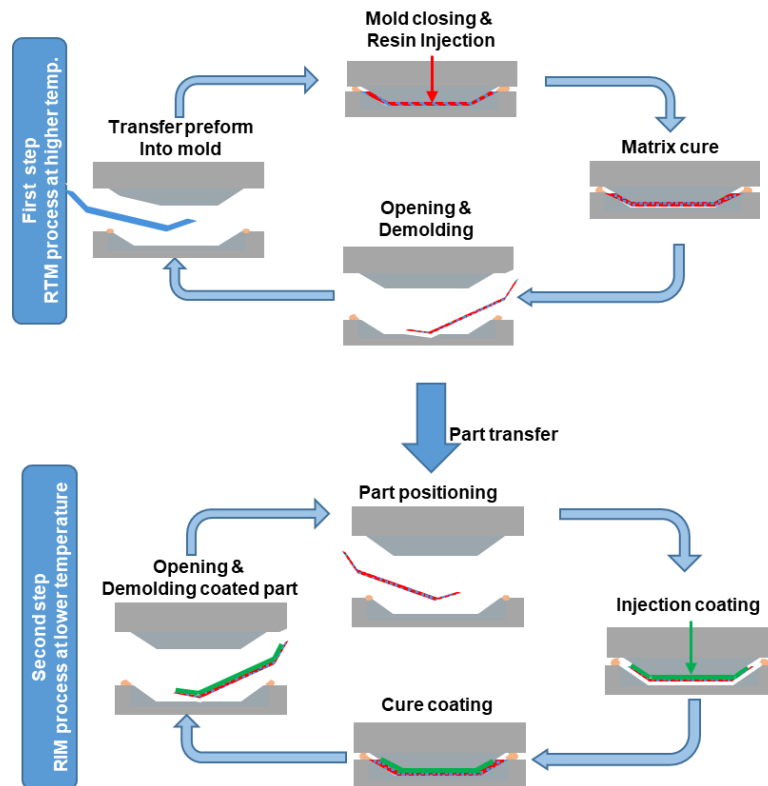 First step
RTM process at higher temp.
Mold closing &
Resin Injection
Transfer preform
Into mold
Matrix cure
Opening &
Demolding
Part transfer
Second step
RIM process at lower temperature
Part positioning
Opening &
Demolding coated part
Injection coating
Cure coating